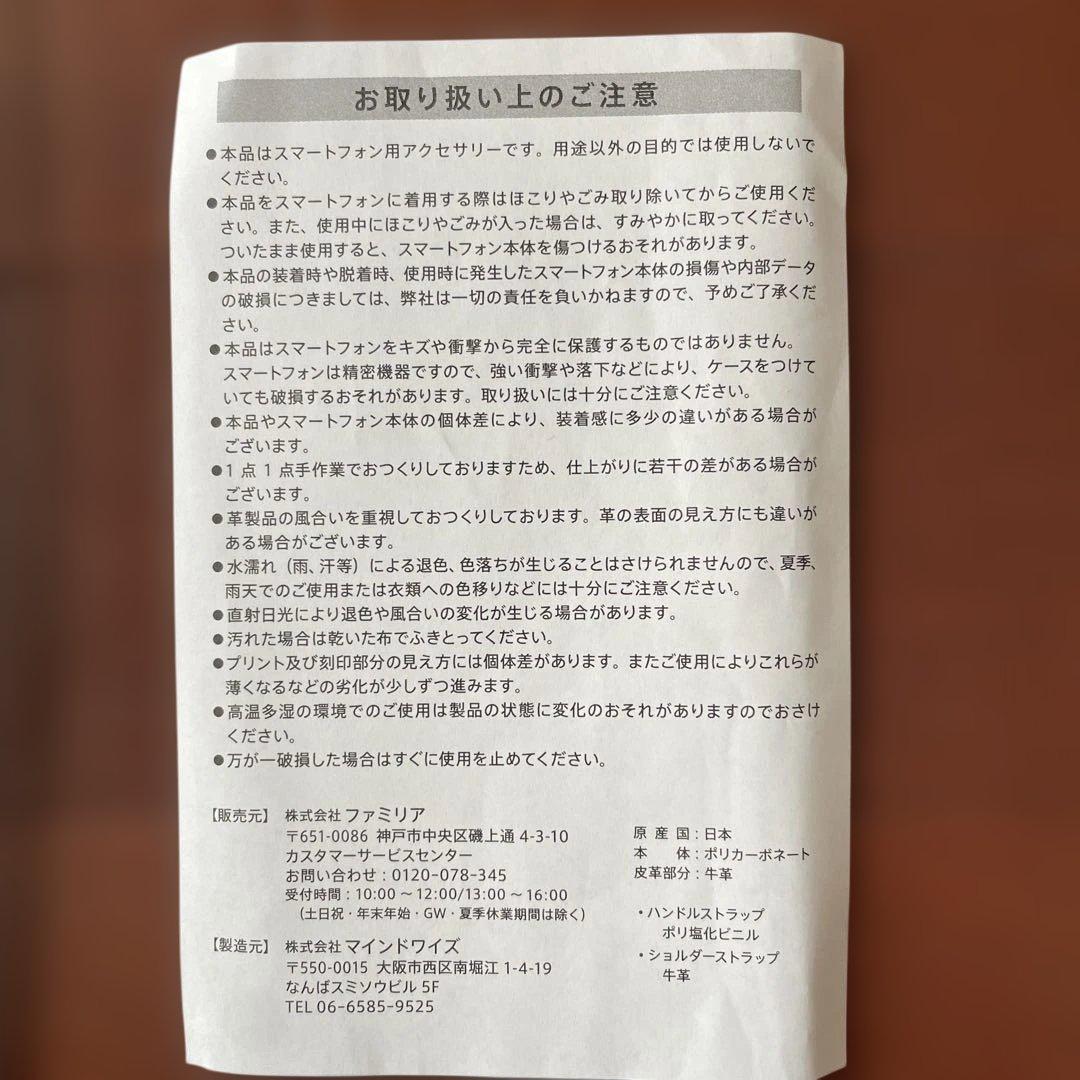 お取り扱い上のご注意
●本品はスマートフォン用アクセサリーです。用途以外の目的では使用しないで
ください。
●本品をスマートフォンに着用する際はほこりやごみ取り除いてからご使用くだ
さい。また、使用中にほこりやごみが入った場合は、すみやかに取ってください。
ついたまま使用すると、スマートフォン本体を傷つけるおそれがあります。
●本品の装着時や脱着時、使用時に発生したスマートフォン本体の損傷や内部データ
の破損につきましては、弊社は一切の責任を負いかねますので、予めご了承くだ
さい。
●本品はスマートフォンをキズや衝撃から完全に保護するものではありません。
スマートフォンは精密機器ですので、強い衝撃や落下などにより、ケースをつけて
いても破損するおそれがあります。取り扱いには十分にご注意ください。
●本品やスマートフォン本体の個体差により、装着感に多少の違いがある場合が
ございます。
●1点1点手作業でおつくりしておりますため、仕上がりに若干の差がある場合が
ございます。
●革製品の風合いを重視しておつくりしております。革の表面の見え方にも違いが
ある場合がございます。
●水濡れ（雨、汗等）による退色、色落ちが生じることはさけられませんので、夏季、
雨天でのご使用または衣類への色移りなどには十分にご注意ください。
●直射日光により退色や風合いの変化が生じる場合があります。
●汚れた場合は乾いた布でふきとってください。
●プリント及び刻印部分の見え方には個体差があります。またご使用によりこれらが
薄くなるなどの劣化が少しずつ進みます。
●高温多湿の環境でのご使用は製品の状態に変化のおそれがありますのでおさけ
ください。
●万が一破損した場合はすぐに使用を止めてください。
【販売元】 株式会社 ファミリア
〒651-0086 神戸市中央区磯上通 4-3-10
カスタマーサービスセンター
お問い合わせ：0120-078-345
受付時間：10:00 ～ 12:00/13:00 ～ 16:00
（土日祝・年末年始・GW・夏季休業期間は除く）
【製造元】 株式会社 マインドワイズ
〒550-0015 大阪市西区南堀江 1-4-19
なんばスミソウビル 5F
TEL 06-6585-9525
原 産 国：日本
本 体：ポリカーボネート
皮革部分：牛革
・ハンドルストラップ
ポリ塩化ビニル
・ショルダーストラップ
牛革